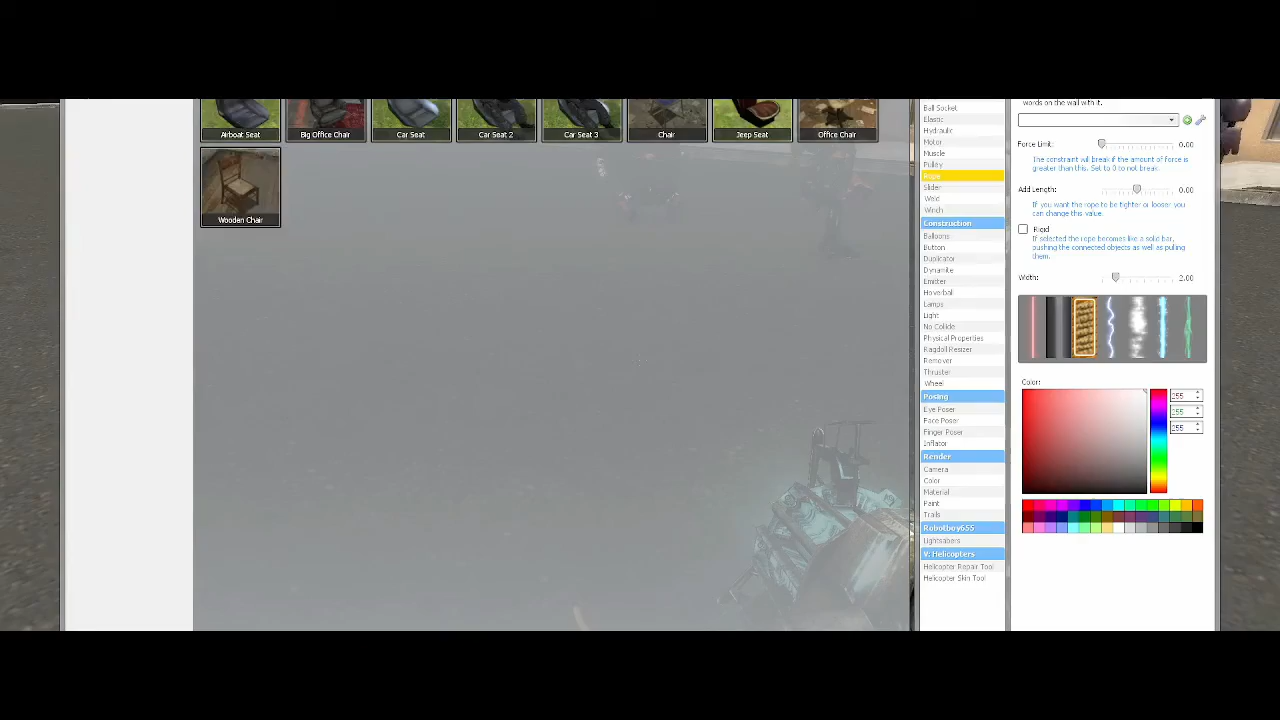 Airboat Seat
Big Office Chair
Car Seat
Car Seat 2
Car Seat 3
Chair
Jeep Seat
Office Chair
Wooden Chair
Ball Socket
Elastic
Hydraulic
Motor
Muscle
Pulley
Rope
Slider
Weld
Winch
Construction
Balloons
Button
Duplicator
Dynamite
Emitter
Hoverball
Lamps
Light
No Collide
Physical Properties
Ragdoll Resizer
Remover
Thruster
Wheel
Posing
Eye Poser
Face Poser
Finger Poser
Inflator
Render
Camera
Color
Material
Paint
Trails
Robotboy655
Lightsabers
V: Helicopters
Helicopter Repair Tool
Helicopter Skin Tool
words on the wall with it.
Force Limit: 0.00
The constraint will break if the amount of force is
greater than this. Set to 0 to not break.
Add Length: 0.00
If you want the rope to be tighter or looser you
can change this value.
Rigid
If selected the rope becomes like a solid bar,
pushing the connected objects as well as pulling
them.
Width: 2.00
Color:
255
255
255